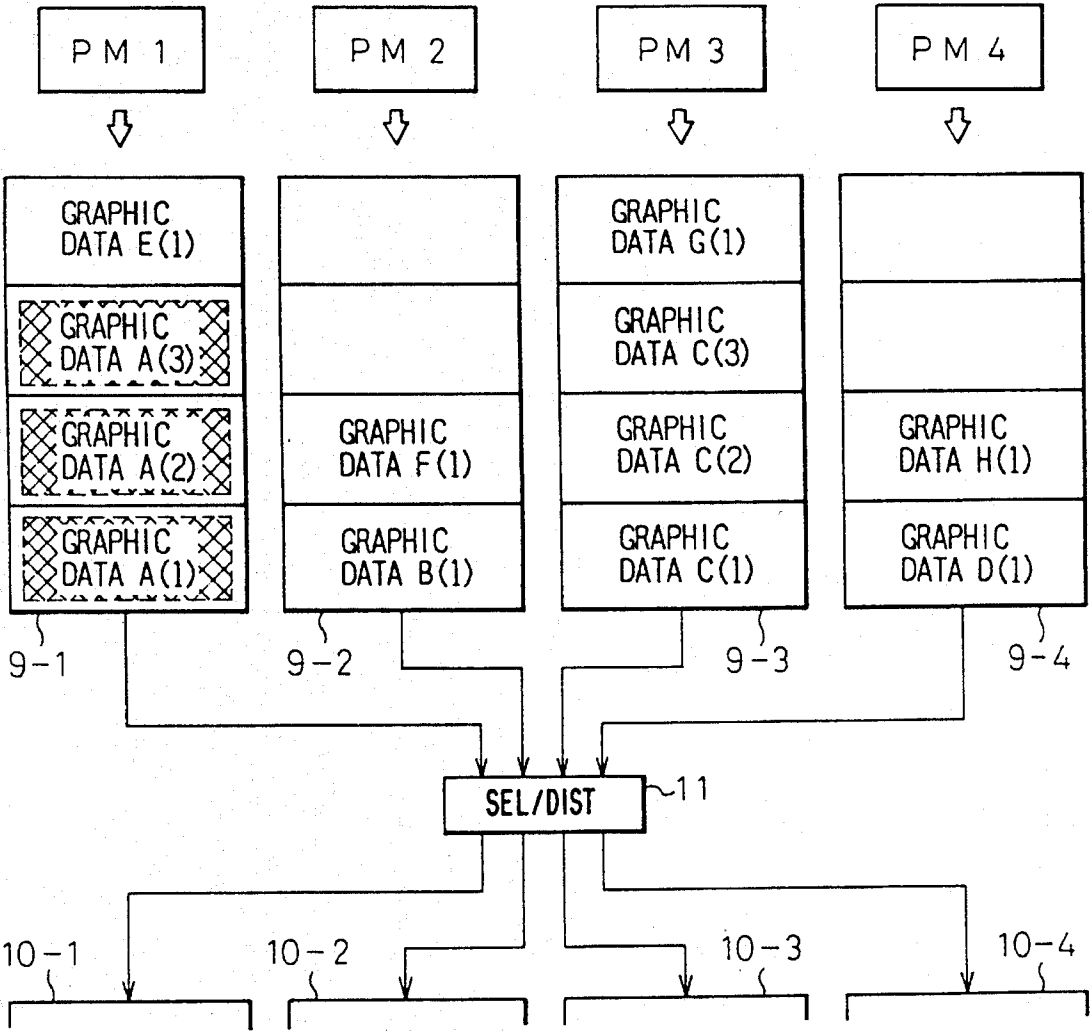 PM 1
PM 2
PM 3
PM 4
GRAPHIC
DATA E(1)
GRAPHIC
DATA G(1)
GRAPHIC
DATA A(3)
GRAPHIC
DATA C(3)
GRAPHIC
DATA A(2)
GRAPHIC
DATA F(1)
GRAPHIC
DATA C(2)
GRAPHIC
DATA H(1)
GRAPHIC
DATA A(1)
GRAPHIC
DATA B(1)
GRAPHIC
DATA C(1)
GRAPHIC
DATA D(1)
9-1
9-2
9-3
9-4
SEL/DIST
11
10-1
10-2
10-3
10-4